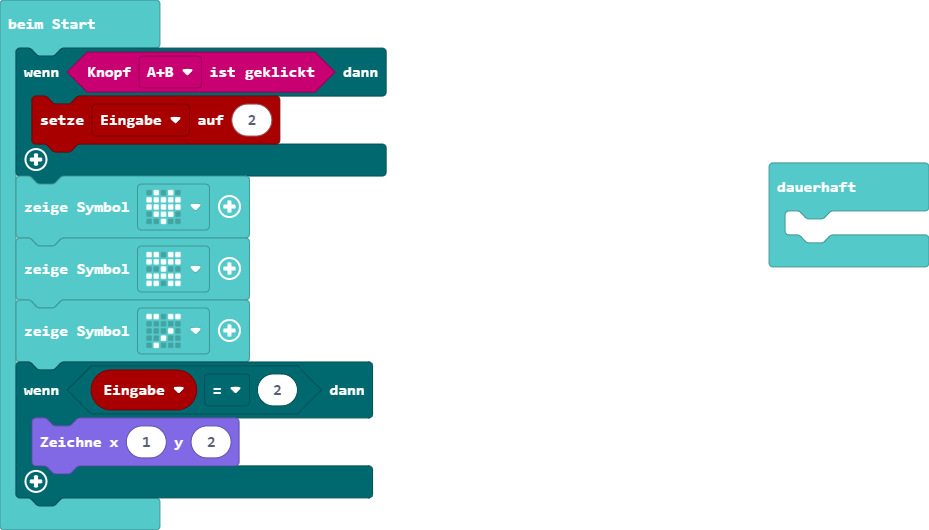 beim Start
wenn Knopf A+B ist geklickt dann
setze Eingabe auf 2
zeige Symbol
dauerhaft
zeige Symbol
zeige Symbol
wenn Eingabe = 2 dann
Zeichne x 1 y 2